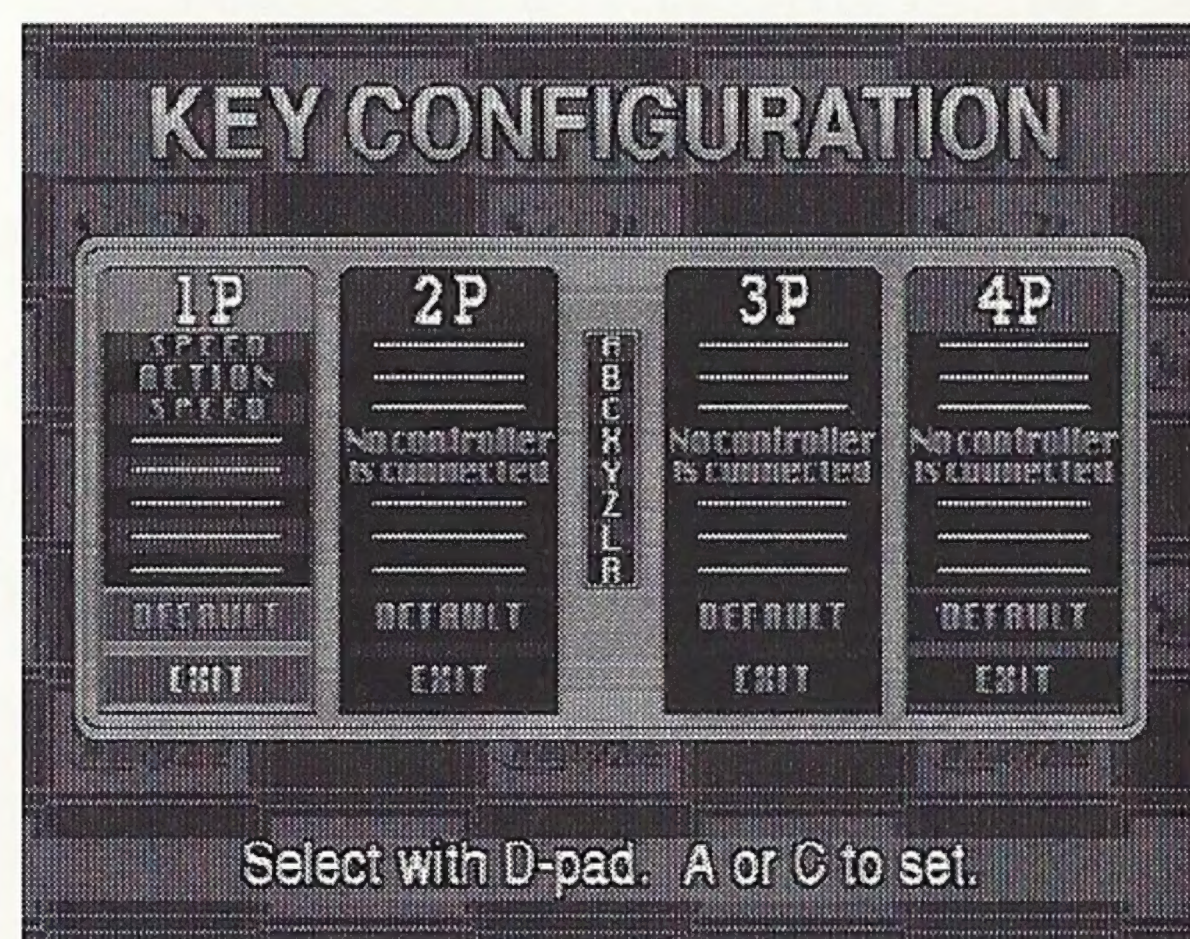 KEY CONFIGURATION
1P
SPEED
ACTION
SPEED
DEFAULT
EXIT
2P
No controller
is connected
DEFAULT
EXIT
A
B
C
X
Y
Z
L
R
3P
No controller
is connected
DEFAULT
EXIT
4P
No controller
is connected
DEFAULT
EXIT
Select with D-pad. A or C to set.